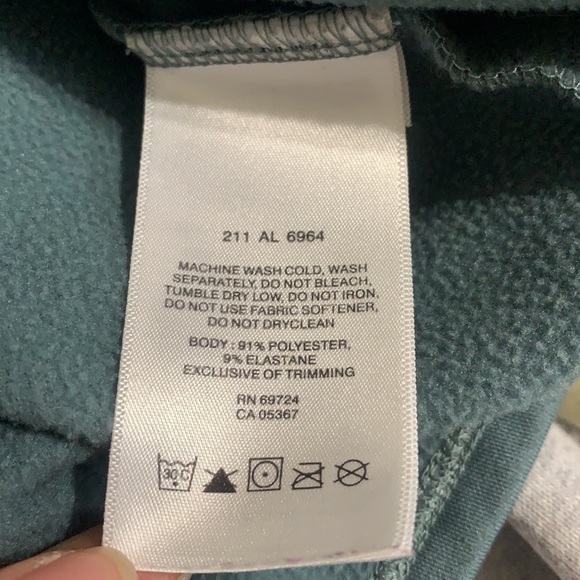 211 AL 6964
MACHINE WASH COLD, WASH
SEPARATELY, DO NOT BLEACH,
TUMBLE DRY LOW, DO NOT IRON,
DO NOT USE FABRIC SOFTENER,
DO NOT DRYCLEAN
BODY : 91% POLYESTER,
9% ELASTANE
EXCLUSIVE OF TRIMMING
RN 69724
CA 05367
30 C